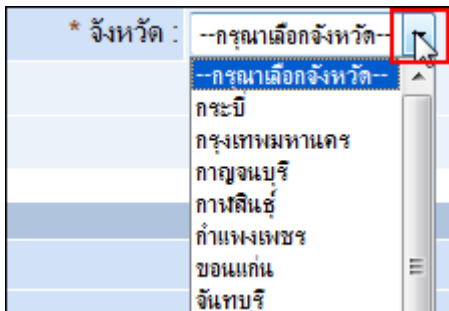 * จังหวัด : --กรุณาเลือกจังหวัด--
--กรุณาเลือกจังหวัด--
กระบี่
กรุงเทพมหานคร
กาญจนบุรี
กาฬสินธุ์
กำแพงเพชร
ขอนแก่น
จันทบุรี